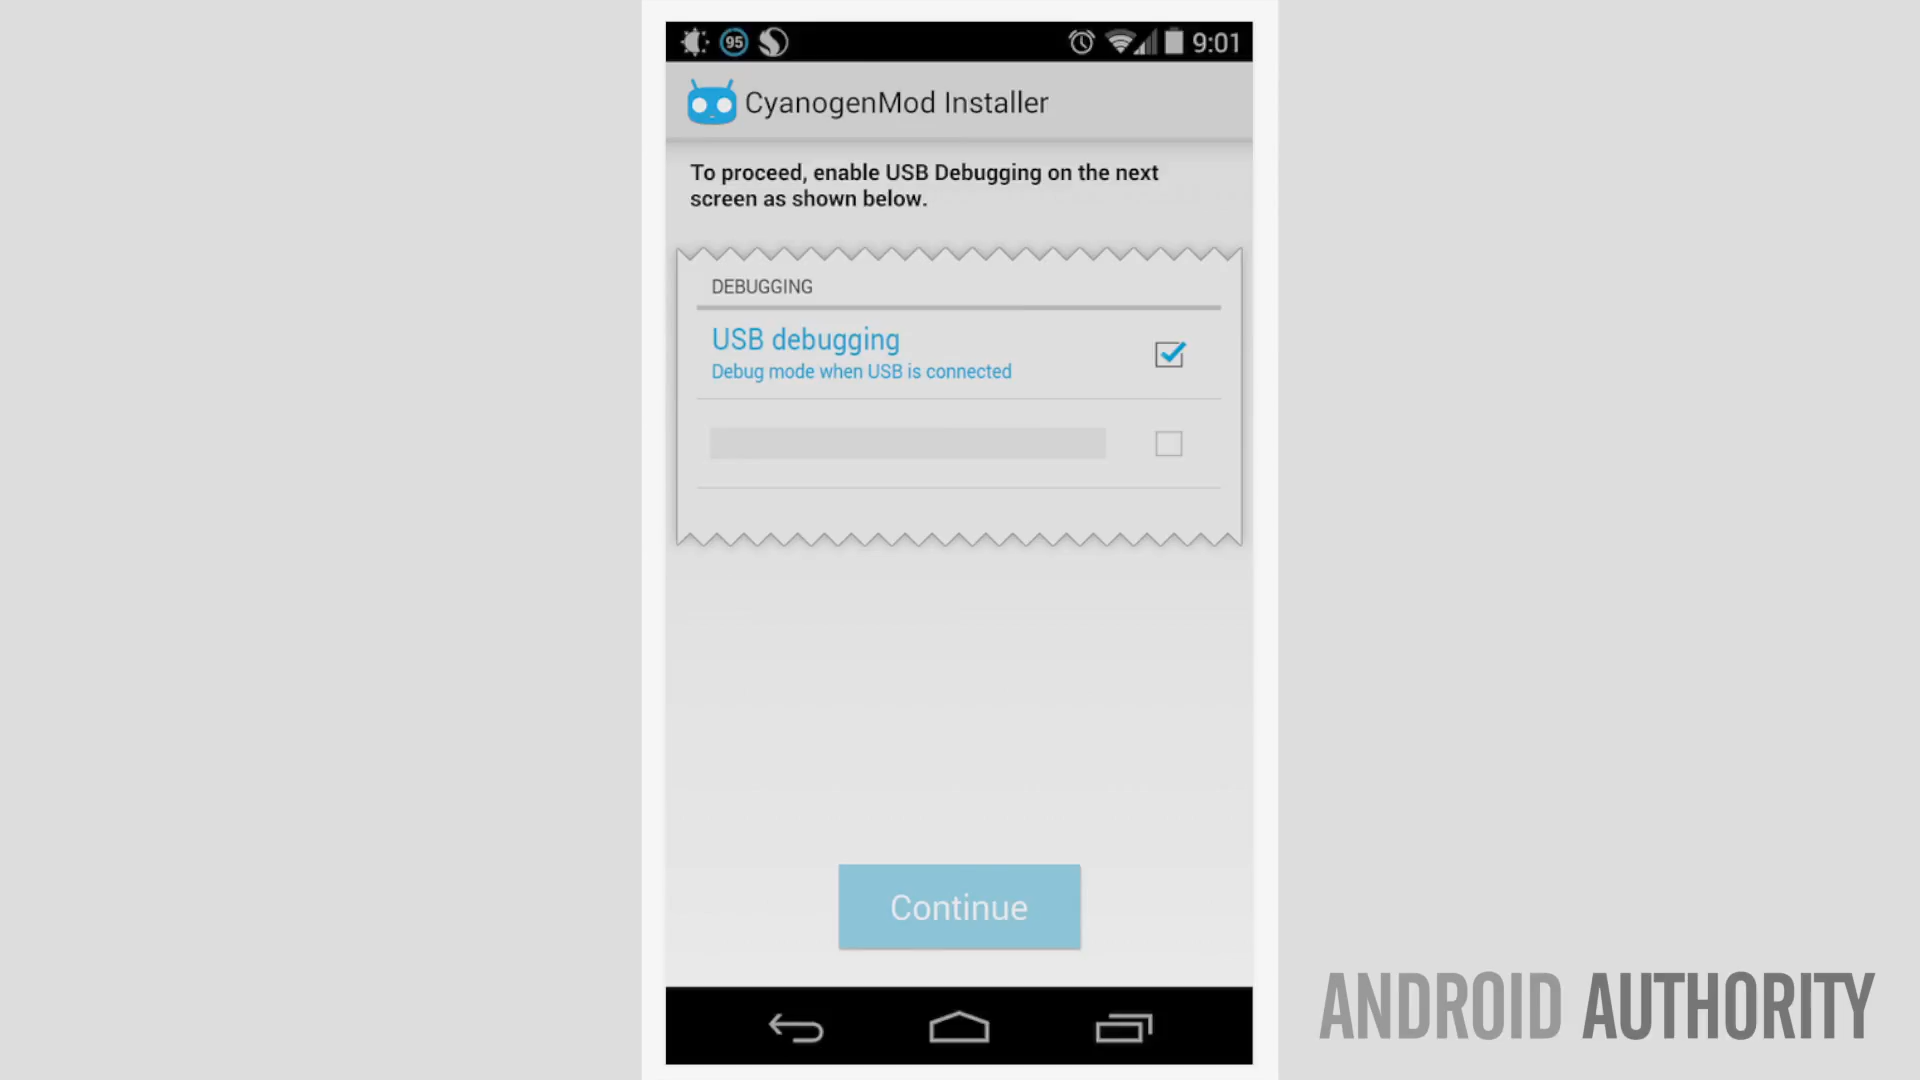 95
9:01
CyanogenMod Installer
To proceed, enable USB Debugging on the next
screen as shown below.
DEBUGGING
USB debugging
Debug mode when USB is connected
Continue
ANDROID AUTHORITY